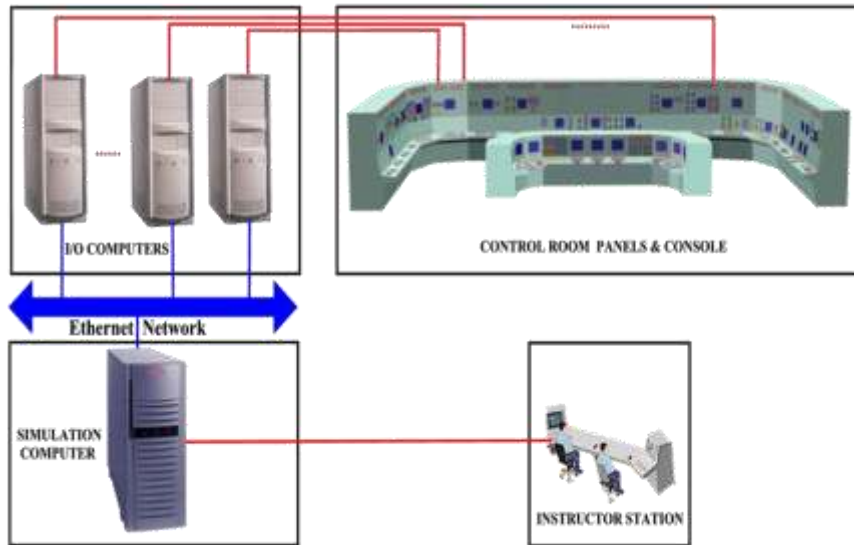 I/O COMPUTERS
CONTROL ROOM PANELS & CONSOLE
Ethernet Network
SIMULATION
COMPUTER
INSTRUCTOR STATION